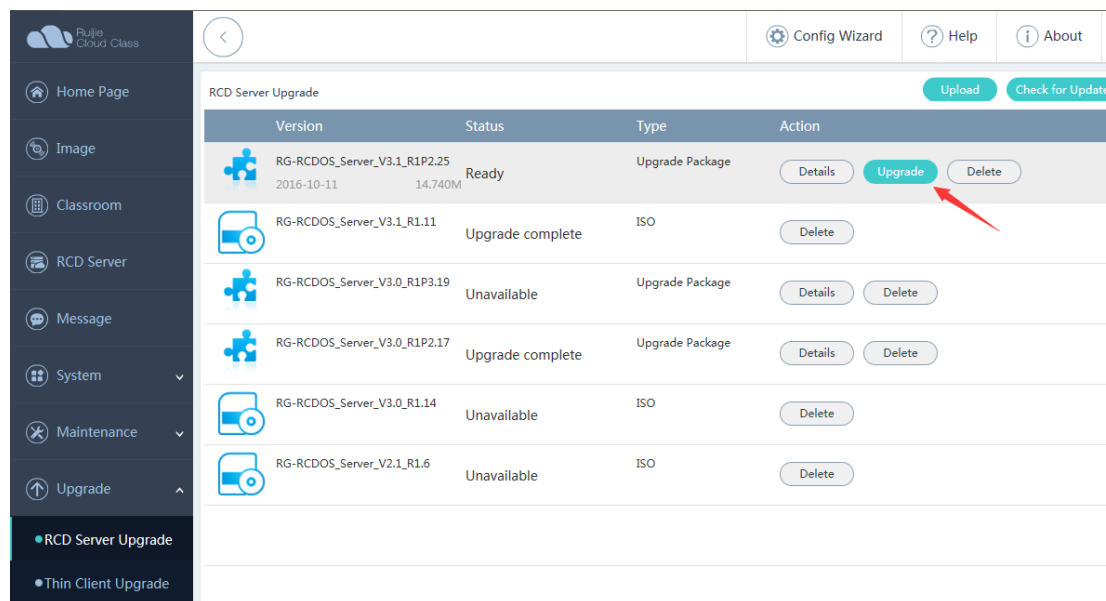 Ruijie
Cloud Class
Config Wizard
Help
About
Home Page
Image
Classroom
RCD Server
Message
System
Maintenance
Upgrade
RCD Server Upgrade
Thin Client Upgrade
RCD Server Upgrade
Upload
Check for Update
Version Status Type Action
RG-RCDOS_Server_V3.1_R1P2.25
2016-10-11 14.740M
Ready
Upgrade Package
Details Upgrade Delete
RG-RCDOS_Server_V3.1_R1.11
Upgrade complete
ISO
Delete
RG-RCDOS_Server_V3.0_R1P3.19
Unavailable
Upgrade Package
Details Delete
RG-RCDOS_Server_V3.0_R1P2.17
Upgrade complete
Upgrade Package
Details Delete
RG-RCDOS_Server_V3.0_R1.14
Unavailable
ISO
Delete
RG-RCDOS_Server_V2.1_R1.6
Unavailable
ISO
Delete